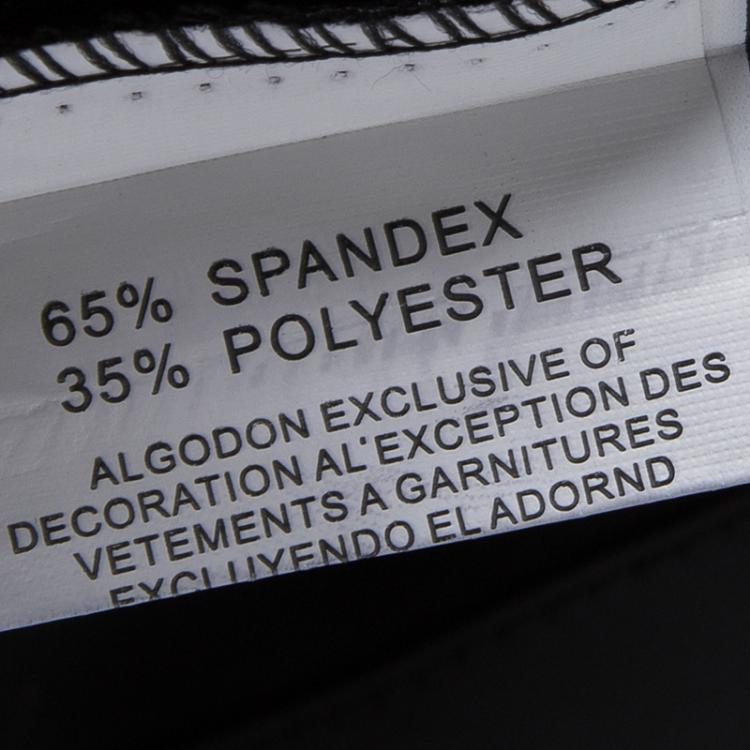 65% SPANDEX
35% POLYESTER
ALGODON EXCLUSIVE OF
DECORATION AL'EXCEPTION DES
VETEMENTS A GARNITURES
EXCLUYENDO EL ADORND